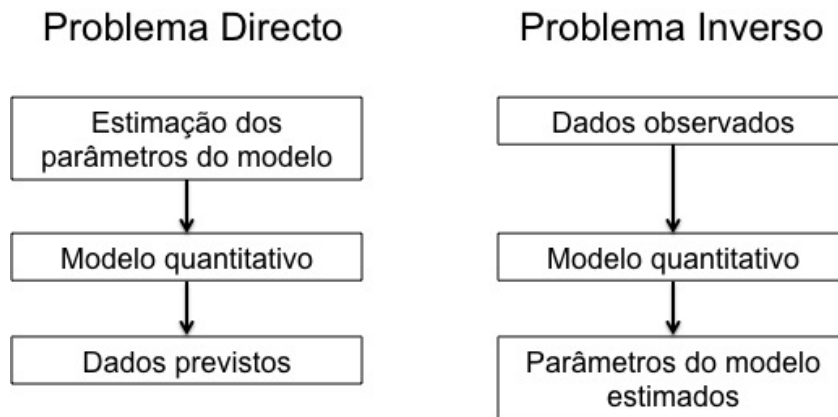 Problema Directo
Estimação dos
parâmetros do modelo
Modelo quantitativo
Dados previstos
Problema Inverso
Dados observados
Modelo quantitativo
Parâmetros do modelo
estimados